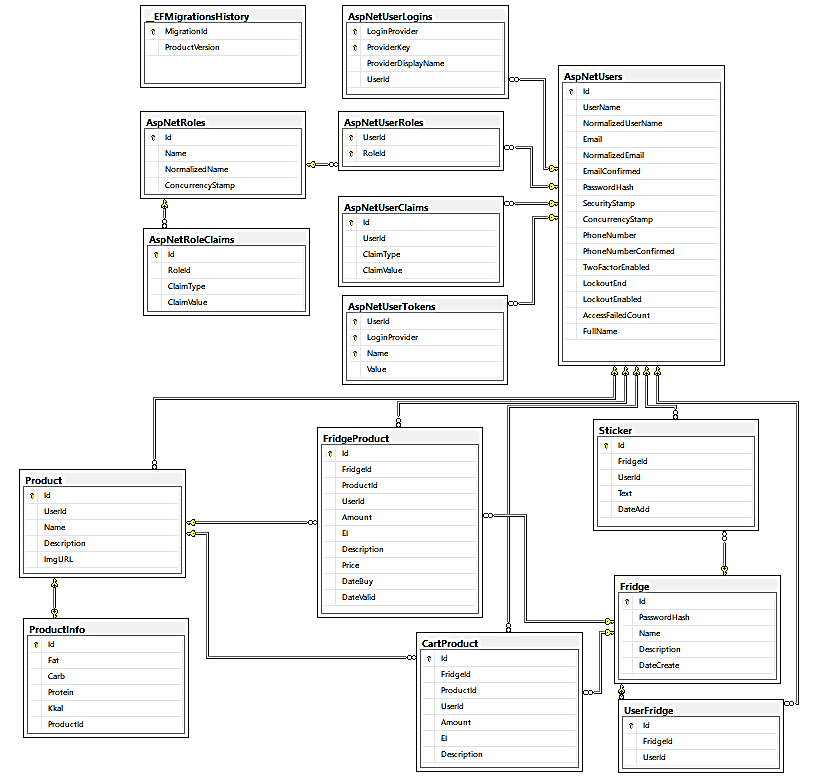 _EFMigrationsHistory
MigrationId
ProductVersion
AspNetUserLogins
LoginProvider
ProviderKey
ProviderDisplayName
UserId
AspNetUsers
Id
UserName
NormalizedUserName
Email
NormalizedEmail
EmailConfirmed
PasswordHash
SecurityStamp
ConcurrencyStamp
PhoneNumber
PhoneNumberConfirmed
TwoFactorEnabled
LockoutEnd
LockoutEnabled
AccessFailedCount
FullName
AspNetRoles
Id
Name
NormalizedName
ConcurrencyStamp
AspNetUserRoles
UserId
RoleId
AspNetUserClaims
Id
UserId
ClaimType
ClaimValue
AspNetRoleClaims
Id
RoleId
ClaimType
ClaimValue
AspNetUserTokens
UserId
LoginProvider
Name
Value
FridgeProduct
Id
FridgeId
ProductId
UserId
Amount
EI
Description
Price
DateBuy
DateValid
Sticker
Id
FridgeId
UserId
Text
DateAdd
Product
Id
UserId
Name
Description
ImgURL
Fridge
Id
PasswordHash
Name
Description
DateCreate
ProductInfo
Id
Fat
Carb
Protein
Kkal
ProductId
CartProduct
Id
FridgeId
ProductId
UserId
Amount
EI
Description
UserFridge
Id
FridgeId
UserId